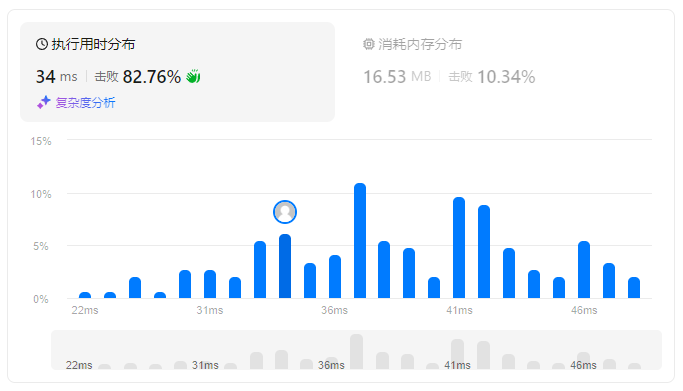 执行用时分布
34 ms 击败 82.76%
复杂度分析
消耗内存分布
16.53 MB 击败 10.34%
15%
10%
5%
0%
22ms 31ms 36ms 41ms 46ms
22ms 31ms 36ms 41ms 46ms